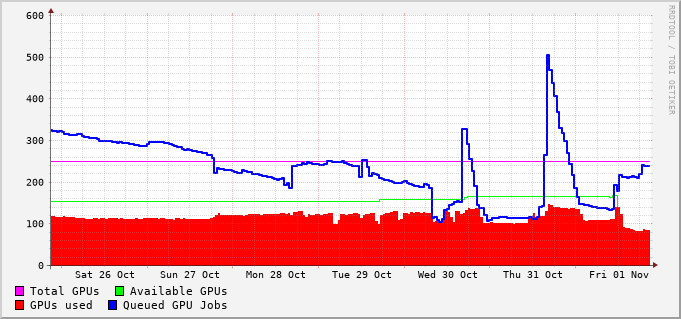 600
500
400
300
200
100
0
Sat 26 Oct Sun 27 Oct Mon 28 Oct Tue 29 Oct Wed 30 Oct Thu 31 Oct Fri 01 Nov
Total GPUs Available GPUs
GPUs used Queued GPU Jobs
RRDTOOL / TOBI OETIKER